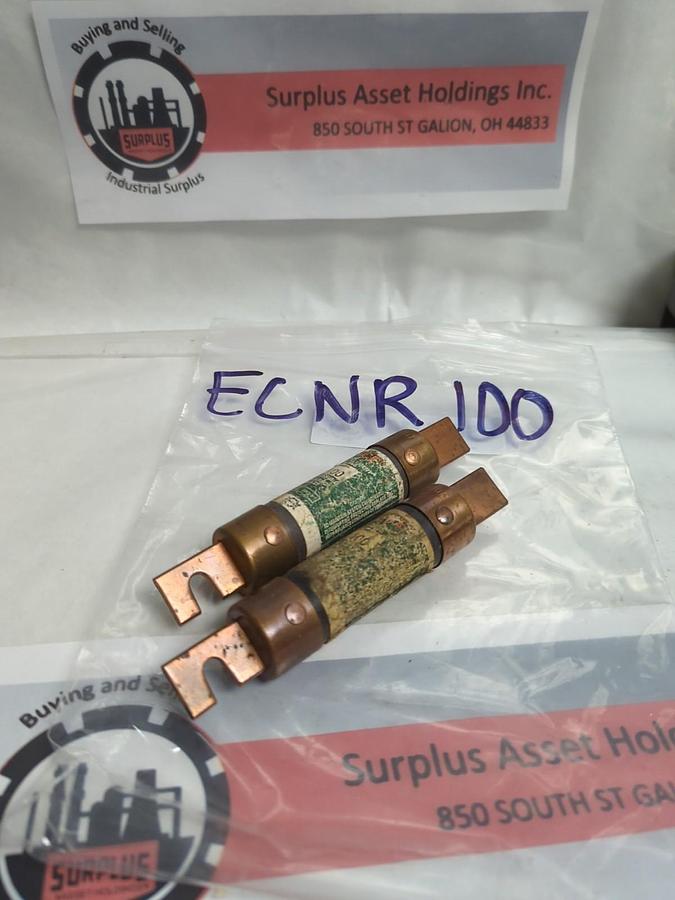 Buying and Selling
SURPLUS
Industrial Surplus
Surplus Asset Holdings Inc.
850 SOUTH ST GALION, OH 44833
ECNR 100
Buying and Se
SURPLUS
Surplus Asset Hol
850 SOUTH ST GAL